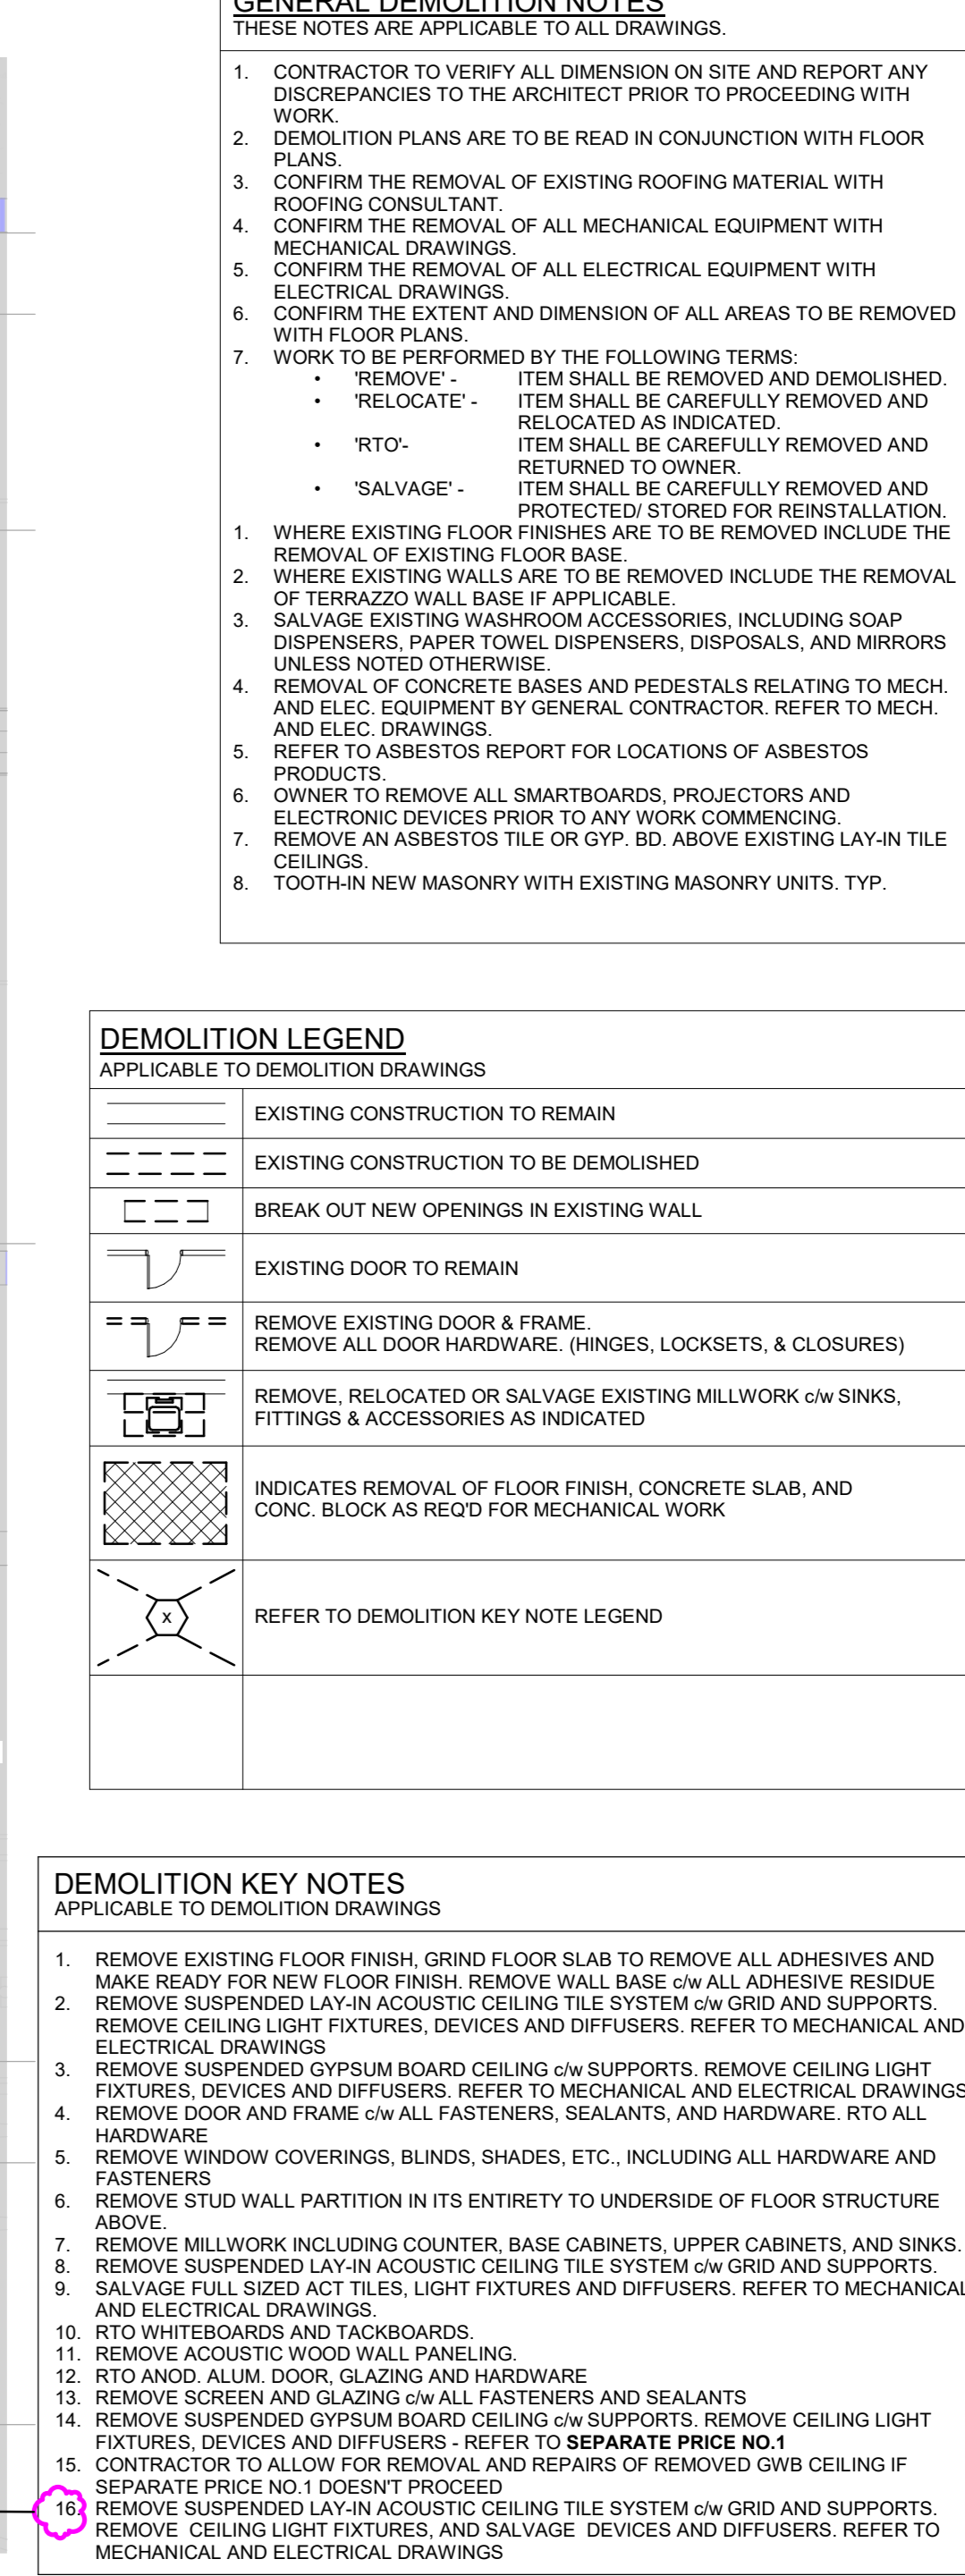 GENERAL DEMOLITION NOTES
THESE NOTES ARE APPLICABLE TO ALL DRAWINGS.
1. CONTRACTOR TO VERIFY ALL DIMENSION ON SITE AND REPORT ANY
DISCREPANCIES TO THE ARCHITECT PRIOR TO PROCEEDING WITH
WORK.
2. DEMOLITION PLANS ARE TO BE READ IN CONJUNCTION WITH FLOOR
PLANS.
3. CONFIRM THE REMOVAL OF EXISTING ROOFING MATERIAL WITH
ROOFING CONSULTANT.
4. CONFIRM THE REMOVAL OF ALL MECHANICAL EQUIPMENT WITH
MECHANICAL DRAWINGS.
5. CONFIRM THE REMOVAL OF ALL ELECTRICAL EQUIPMENT WITH
ELECTRICAL DRAWINGS.
6. CONFIRM THE EXTENT AND DIMENSION OF ALL AREAS TO BE REMOVED
WITH FLOOR PLANS.
7. WORK TO BE PERFORMED BY THE FOLLOWING TERMS:
• 'REMOVE' - ITEM SHALL BE REMOVED AND DEMOLISHED.
• 'RELOCATE' - ITEM SHALL BE CAREFULLY REMOVED AND
RELOCATED AS INDICATED.
• 'RTO'- ITEM SHALL BE CAREFULLY REMOVED AND
RETURNED TO OWNER.
• 'SALVAGE' - ITEM SHALL BE CAREFULLY REMOVED AND
PROTECTED/ STORED FOR REINSTALLATION.
1. WHERE EXISTING FLOOR FINISHES ARE TO BE REMOVED INCLUDE THE
REMOVAL OF EXISTING FLOOR BASE.
2. WHERE EXISTING WALLS ARE TO BE REMOVED INCLUDE THE REMOVAL
OF TERRAZZO WALL BASE IF APPLICABLE.
3. SALVAGE EXISTING WASHROOM ACCESSORIES, INCLUDING SOAP
DISPENSERS, PAPER TOWEL DISPENSERS, DISPOSALS, AND MIRRORS
UNLESS NOTED OTHERWISE.
4. REMOVAL OF CONCRETE BASES AND PEDESTALS RELATING TO MECH.
AND ELEC. EQUIPMENT BY GENERAL CONTRACTOR. REFER TO MECH.
AND ELEC. DRAWINGS.
5. REFER TO ASBESTOS REPORT FOR LOCATIONS OF ASBESTOS
PRODUCTS.
6. OWNER TO REMOVE ALL SMARTBOARDS, PROJECTORS AND
ELECTRONIC DEVICES PRIOR TO ANY WORK COMMENCING.
7. REMOVE AN ASBESTOS TILE OR GYP. BD. ABOVE EXISTING LAY-IN TILE
CEILINGS.
8. TOOTH-IN NEW MASONRY WITH EXISTING MASONRY UNITS. TYP.
DEMOLITION LEGEND
APPLICABLE TO DEMOLITION DRAWINGS
EXISTING CONSTRUCTION TO REMAIN
EXISTING CONSTRUCTION TO BE DEMOLISHED
BREAK OUT NEW OPENINGS IN EXISTING WALL
EXISTING DOOR TO REMAIN
REMOVE EXISTING DOOR & FRAME.
REMOVE ALL DOOR HARDWARE. (HINGES, LOCKSETS, & CLOSURES)
REMOVE, RELOCATED OR SALVAGE EXISTING MILLWORK c/w SINKS,
FITTINGS & ACCESSORIES AS INDICATED
INDICATES REMOVAL OF FLOOR FINISH, CONCRETE SLAB, AND
CONC. BLOCK AS REQ'D FOR MECHANICAL WORK
X REFER TO DEMOLITION KEY NOTE LEGEND
DEMOLITION KEY NOTES
APPLICABLE TO DEMOLITION DRAWINGS
1. REMOVE EXISTING FLOOR FINISH, GRIND FLOOR SLAB TO REMOVE ALL ADHESIVES AND
MAKE READY FOR NEW FLOOR FINISH. REMOVE WALL BASE c/w ALL ADHESIVE RESIDUE
2. REMOVE SUSPENDED LAY-IN ACOUSTIC CEILING TILE SYSTEM c/w GRID AND SUPPORTS.
REMOVE CEILING LIGHT FIXTURES, DEVICES AND DIFFUSERS. REFER TO MECHANICAL AND
ELECTRICAL DRAWINGS
3. REMOVE SUSPENDED GYPSUM BOARD CEILING c/w SUPPORTS. REMOVE CEILING LIGHT
FIXTURES, DEVICES AND DIFFUSERS. REFER TO MECHANICAL AND ELECTRICAL DRAWINGS
4. REMOVE DOOR AND FRAME c/w ALL FASTENERS, SEALANTS, AND HARDWARE. RTO ALL
HARDWARE
5. REMOVE WINDOW COVERINGS, BLINDS, SHADES, ETC., INCLUDING ALL HARDWARE AND
FASTENERS
6. REMOVE STUD WALL PARTITION IN ITS ENTIRETY TO UNDERSIDE OF FLOOR STRUCTURE
ABOVE.
7. REMOVE MILLWORK INCLUDING COUNTER, BASE CABINETS, UPPER CABINETS, AND SINKS.
8. REMOVE SUSPENDED LAY-IN ACOUSTIC CEILING TILE SYSTEM c/w GRID AND SUPPORTS.
9. SALVAGE FULL SIZED ACT TILES, LIGHT FIXTURES AND DIFFUSERS. REFER TO MECHANICAL
AND ELECTRICAL DRAWINGS.
10. RTO WHITEBOARDS AND TACKBOARDS.
11. REMOVE ACOUSTIC WOOD WALL PANELING.
12. RTO ANOD. ALUM. DOOR, GLAZING AND HARDWARE
13. REMOVE SCREEN AND GLAZING c/w ALL FASTENERS AND SEALANTS
14. REMOVE SUSPENDED GYPSUM BOARD CEILING c/w SUPPORTS. REMOVE CEILING LIGHT
FIXTURES, DEVICES AND DIFFUSERS - REFER TO SEPARATE PRICE NO.1
15. CONTRACTOR TO ALLOW FOR REMOVAL AND REPAIRS OF REMOVED GWB CEILING IF
SEPARATE PRICE NO.1 DOESN'T PROCEED
16. REMOVE SUSPENDED LAY-IN ACOUSTIC CEILING TILE SYSTEM c/w GRID AND SUPPORTS.
REMOVE CEILING LIGHT FIXTURES, AND SALVAGE DEVICES AND DIFFUSERS. REFER TO
MECHANICAL AND ELECTRICAL DRAWINGS